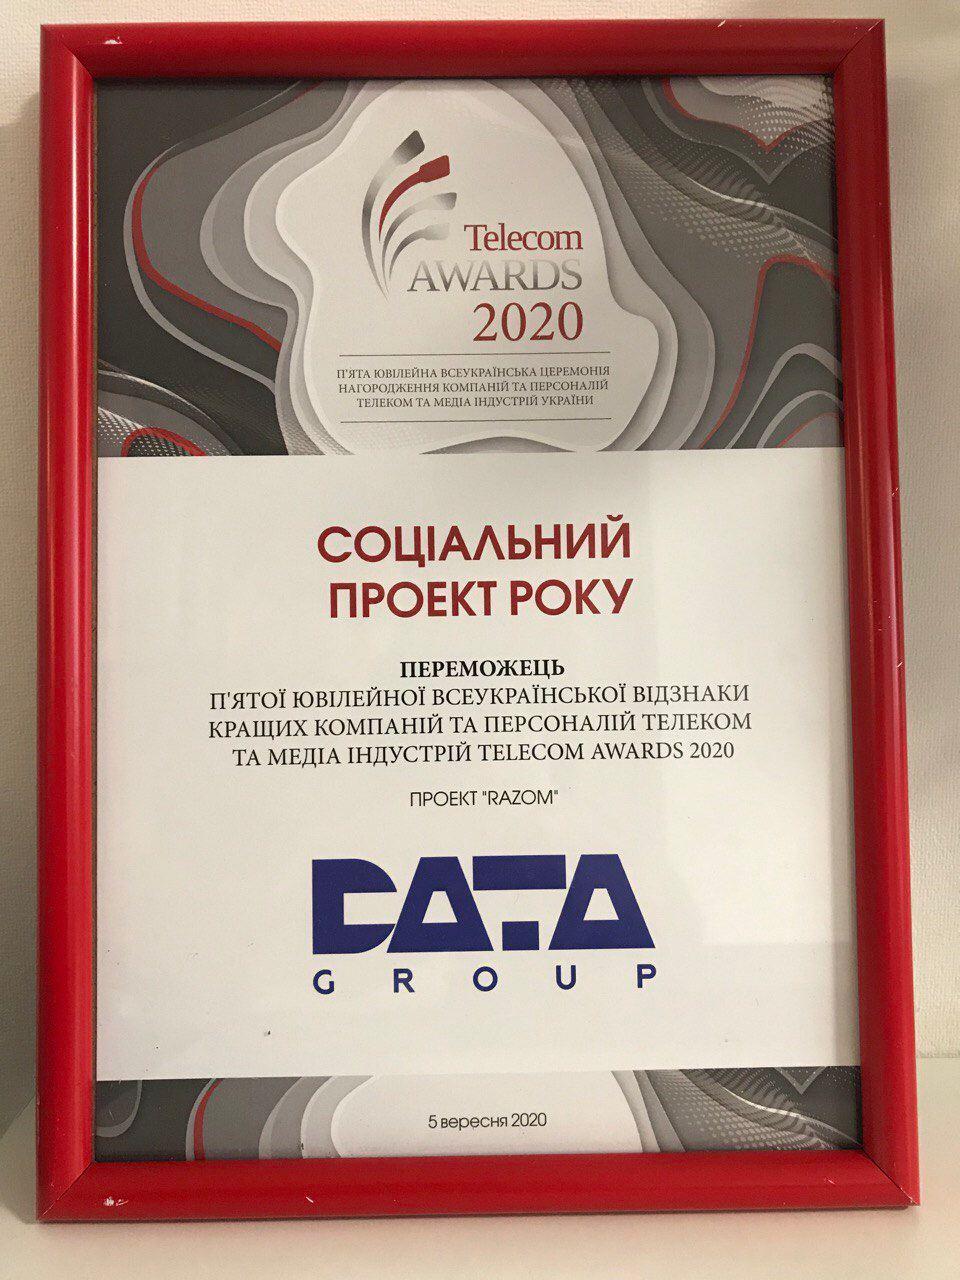 Telecom
AWARDS
2020
П'ЯТА ЮВІЛЕЙНА ВСЕУКРАЇНСЬКА ЦЕРЕМОНІЯ
НАГОРОДЖЕННЯ КОМПАНІЙ ТА ПЕРСОНАЛІЙ
ТЕЛЕКОМ ТА МЕДІА ІНДУСТРІЙ УКРАЇНИ
СОЦІАЛЬНИЙ
ПРОЕКТ РОКУ
ПЕРЕМОЖЕЦЬ
П'ЯТОЇ ЮВІЛЕЙНОЇ ВСЕУКРАЇНСЬКОЇ ВІДЗНАКИ
КРАЩИХ КОМПАНІЙ ТА ПЕРСОНАЛІЙ ТЕЛЕКОМ
ТА МЕДІА ІНДУСТРІЙ TELECOM AWARDS 2020
ПРОЕКТ "RAZOM"
DATA
GROUP
5 вересня 2020